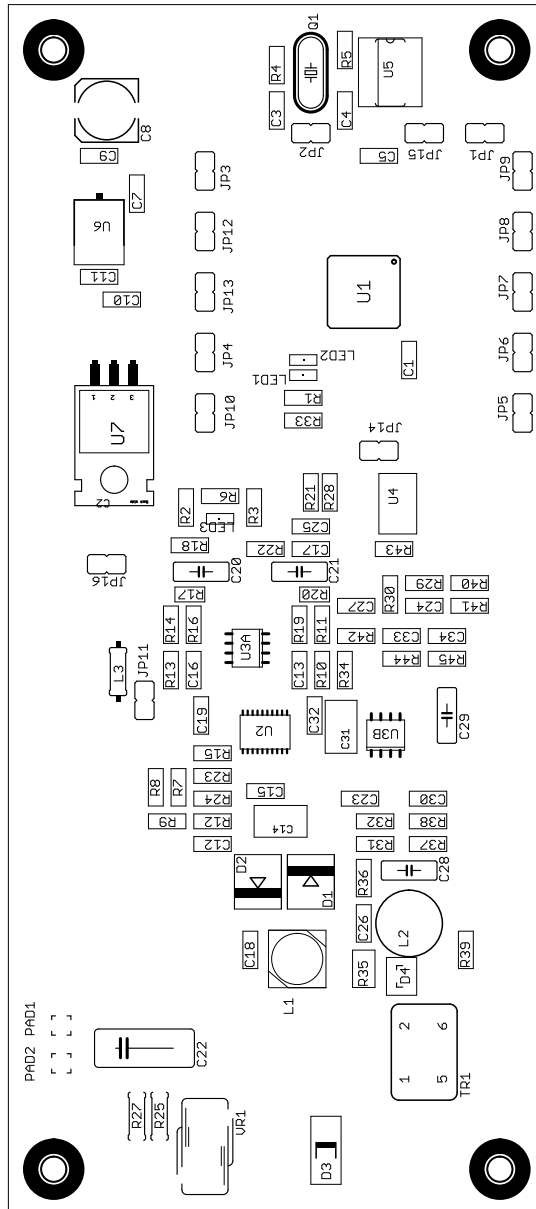 Q1
R5
U5
R4
C3
C4
C8
C9
JP2
JP15
JP1
C5
JP3
JP9
C7
U6
JP12
JP8
C11
C10
JP13
U1
JP7
LED2
JP4
C1
JP6
LED1
1 2 3
R1
JP10
JP5
R33
U7
JP14
C2
Back side
R2
R6
R3
R21
R28
U4
LED3
C25
R18
R22
C17
R43
JP16
C20
C21
R30
R29
R40
R17
R20
C27
C24
R41
R14
R16
R19
R11
R42
C33
C34
U3A
L3
JP11
R13
C16
C13
R10
R34
R44
R45
C19
U2
C32
C31
U3B
C29
R15
R23
R8
R7
C15
R24
C23
C30
R9
R12
C14
R32
R38
C12
R31
R37
D2
D1
R36
C28
C18
C26
L2
R39
L1
R35
D4
PAD1
PAD2
C22
2 6
1 5
TR1
R27
R25
VR1
D3